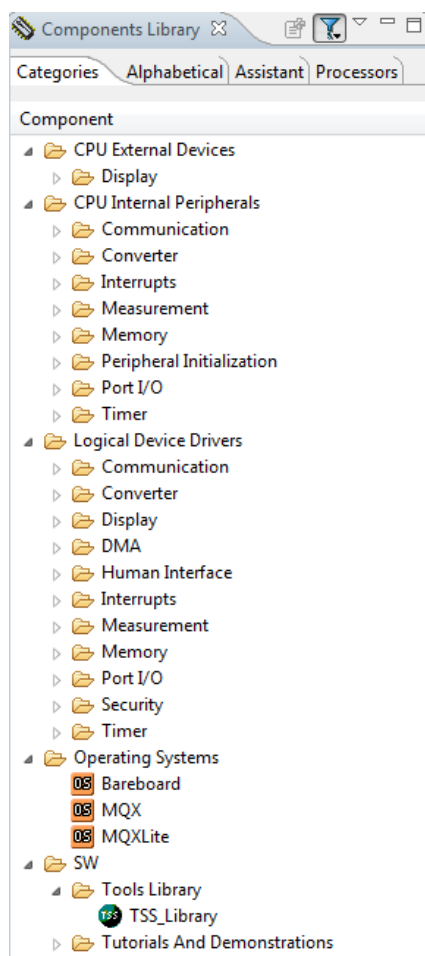 Components Library
Categories Alphabetical Assistant Processors
Component
CPU External Devices
Display
CPU Internal Peripherals
Communication
Converter
Interrupts
Measurement
Memory
Peripheral Initialization
Port I/O
Timer
Logical Device Drivers
Communication
Converter
Display
DMA
Human Interface
Interrupts
Measurement
Memory
Port I/O
Security
Timer
Operating Systems
OS Bareboard
OS MQX
OS MQXLite
SW
Tools Library
TSS TSS_Library
Tutorials And Demonstrations